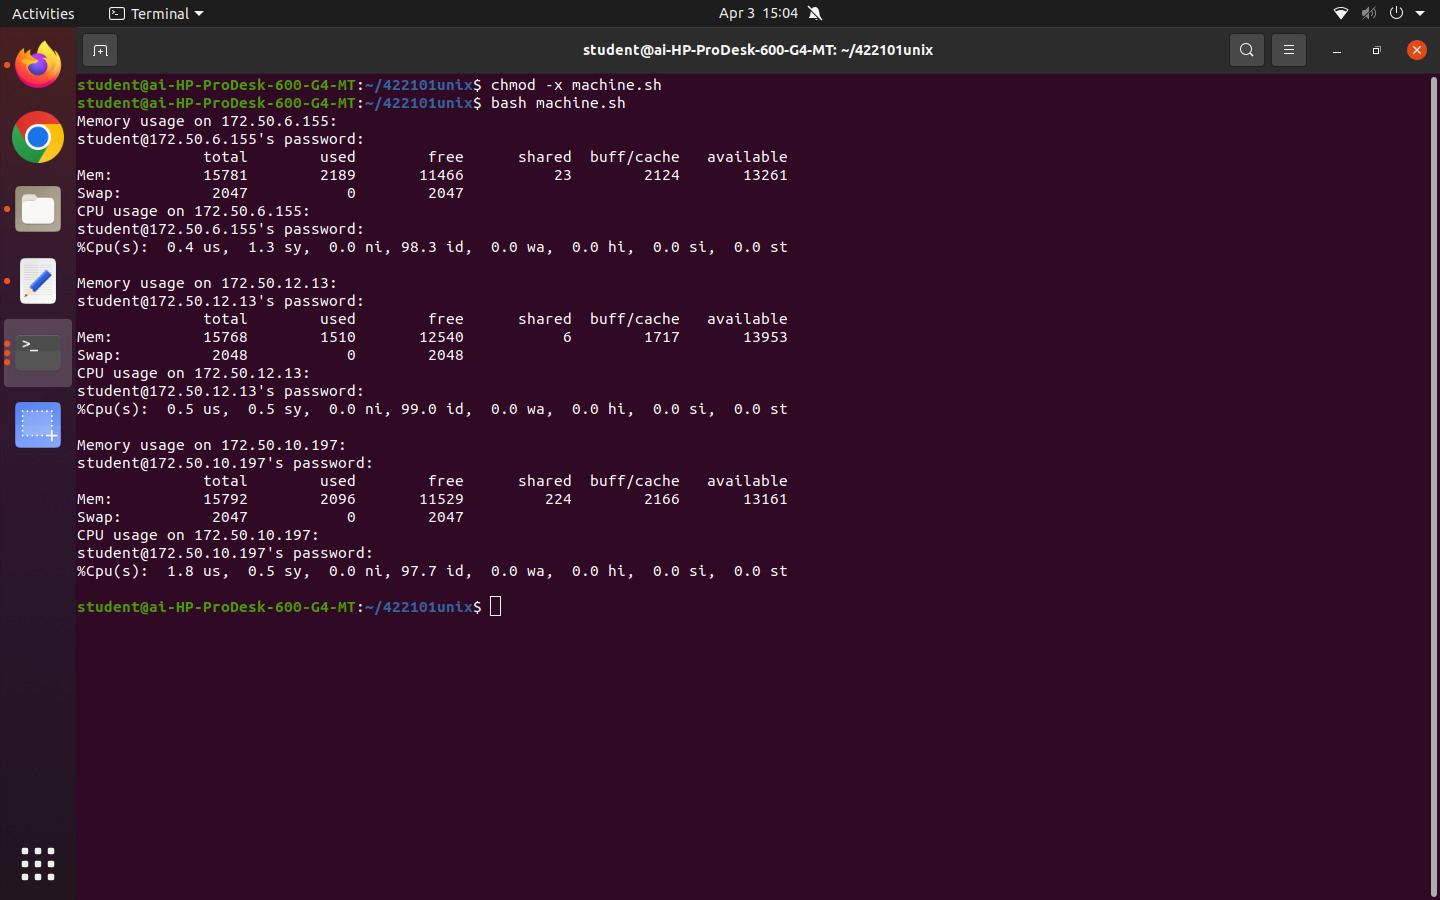 Activities Terminal Apr 3 15:04
student@ai-HP-ProDesk-600-G4-MT: ~/422101unix
student@ai-HP-ProDesk-600-G4-MT:~/422101unix$ chmod -x machine.sh
student@ai-HP-ProDesk-600-G4-MT:~/422101unix$ bash machine.sh
Memory usage on 172.50.6.155:
student@172.50.6.155's password:
              total        used        free      shared  buff/cache   available
Mem:          15781        2189       11466          23        2124       13261
Swap:          2047           0        2047
CPU usage on 172.50.6.155:
student@172.50.6.155's password:
%Cpu(s):  0.4 us,  1.3 sy,  0.0 ni, 98.3 id,  0.0 wa,  0.0 hi,  0.0 si,  0.0 st
Memory usage on 172.50.12.13:
student@172.50.12.13's password:
              total        used        free      shared  buff/cache   available
Mem:          15768        1510       12540           6        1717       13953
Swap:          2048           0        2048
CPU usage on 172.50.12.13:
student@172.50.12.13's password:
%Cpu(s):  0.5 us,  0.5 sy,  0.0 ni, 99.0 id,  0.0 wa,  0.0 hi,  0.0 si,  0.0 st
Memory usage on 172.50.10.197:
student@172.50.10.197's password:
              total        used        free      shared  buff/cache   available
Mem:          15792        2096       11529         224        2166       13161
Swap:          2047           0        2047
CPU usage on 172.50.10.197:
student@172.50.10.197's password:
%Cpu(s):  1.8 us,  0.5 sy,  0.0 ni, 97.7 id,  0.0 wa,  0.0 hi,  0.0 si,  0.0 st
student@ai-HP-ProDesk-600-G4-MT:~/422101unix$